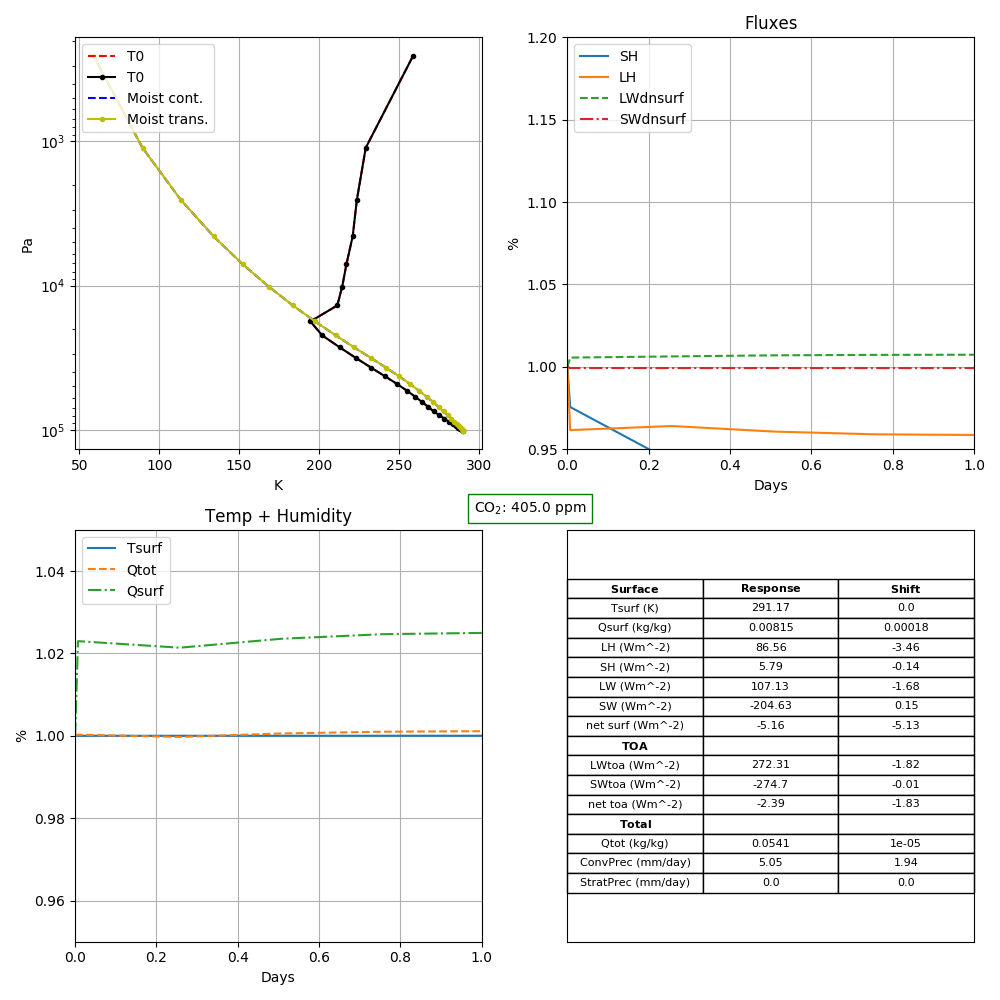 T0
T0
Moist cont.
Moist trans.
10^3
10^4
10^5
Pa
50 100 150 200 250 300
K
Fluxes
SH
LH
LWdnsurf
SWdnsurf
1.20
1.15
1.10
1.05
1.00
0.95
%
0.0 0.2 0.4 0.6 0.8 1.0
Days
CO₂: 405.0 ppm
Temp + Humidity
Tsurf
Qtot
Qsurf
1.04
1.02
1.00
0.98
0.96
%
0.0 0.2 0.4 0.6 0.8 1.0
Days
Surface Response Shift
Tsurf (K) 291.17 0.0
Qsurf (kg/kg) 0.00815 0.00018
LH (Wm^-2) 86.56 -3.46
SH (Wm^-2) 5.79 -0.14
LW (Wm^-2) 107.13 -1.68
SW (Wm^-2) -204.63 0.15
net surf (Wm^-2) -5.16 -5.13
TOA
LWtoa (Wm^-2) 272.31 -1.82
SWtoa (Wm^-2) -274.7 -0.01
net toa (Wm^-2) -2.39 -1.83
Total
Qtot (kg/kg) 0.0541 1e-05
ConvPrec (mm/day) 5.05 1.94
StratPrec (mm/day) 0.0 0.0